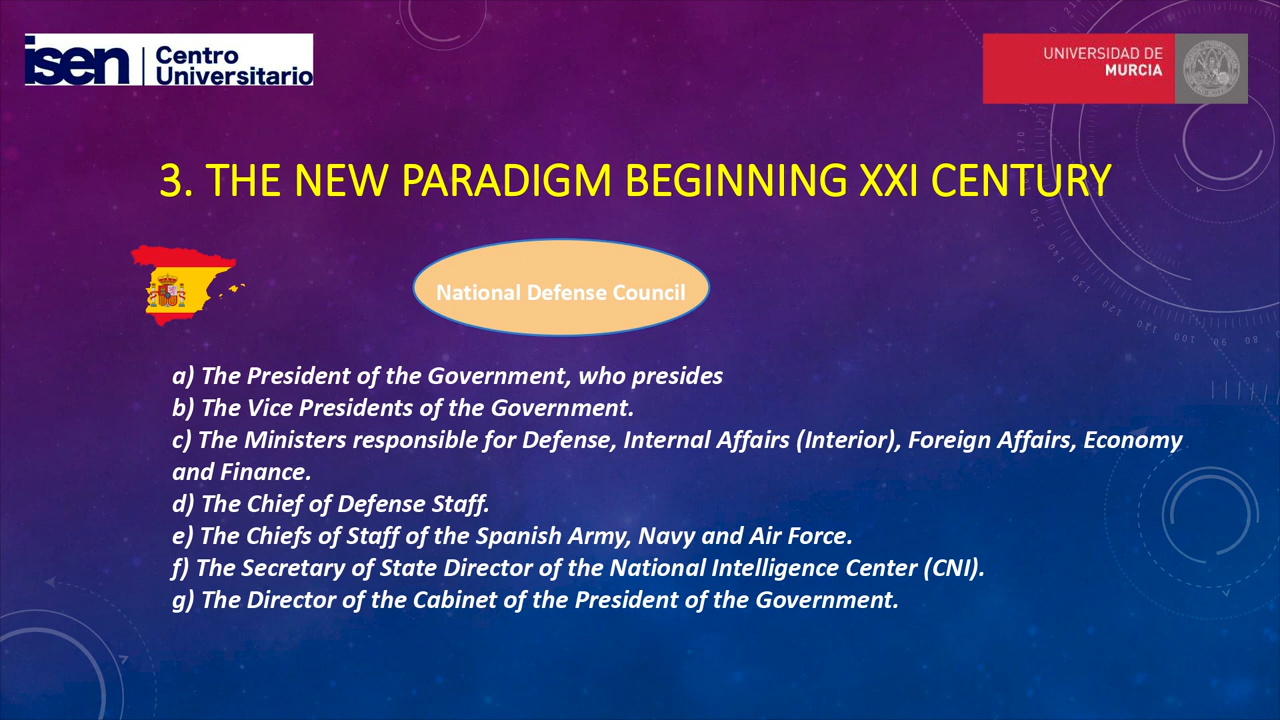 isen
Centro
Universitario
UNIVERSIDAD DE
MURCIA
3. THE NEW PARADIGM BEGINNING XXI CENTURY
National Defense Council
a) The President of the Government, who presides
b) The Vice Presidents of the Government.
c) The Ministers responsible for Defense, Internal Affairs (Interior), Foreign Affairs, Economy
and Finance.
d) The Chief of Defense Staff.
e) The Chiefs of Staff of the Spanish Army, Navy and Air Force.
f) The Secretary of State Director of the National Intelligence Center (CNI).
g) The Director of the Cabinet of the President of the Government.